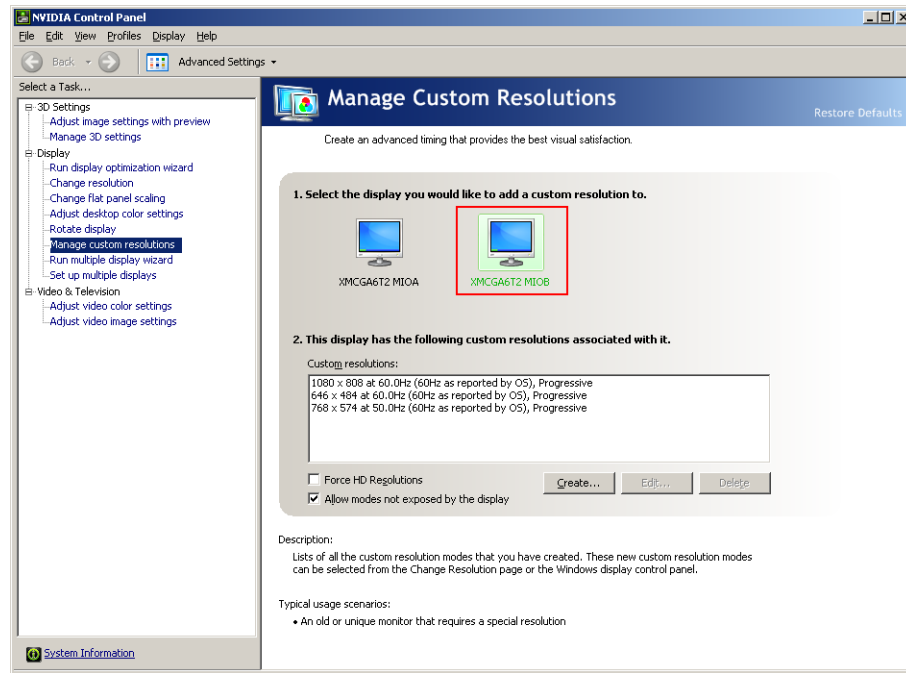 NVIDIA Control Panel
File Edit View Profiles Display Help
Back Advanced Settings
Select a Task...
3D Settings
Adjust image settings with preview
Manage 3D settings
Display
Run display optimization wizard
Change resolution
Change flat panel scaling
Adjust desktop color settings
Rotate display
Manage custom resolutions
Run multiple display wizard
Set up multiple displays
Video & Television
Adjust video color settings
Adjust video image settings
System Information
Manage Custom Resolutions
Restore Defaults
Create an advanced timing that provides the best visual satisfaction.
1. Select the display you would like to add a custom resolution to.
XMCGA6T2 MIOA XMCGA6T2 MIOB
2. This display has the following custom resolutions associated with it.
Custom resolutions:
1080 x 808 at 60.0Hz (60Hz as reported by OS), Progressive
646 x 484 at 60.0Hz (60Hz as reported by OS), Progressive
768 x 574 at 50.0Hz (60Hz as reported by OS), Progressive
Force HD Resolutions
Create... Edit... Delete
Allow modes not exposed by the display
Description:
Lists of all the custom resolution modes that you have created. These new custom resolution modes
can be selected from the Change Resolution page or the Windows display control panel.
Typical usage scenarios:
• An old or unique monitor that requires a special resolution